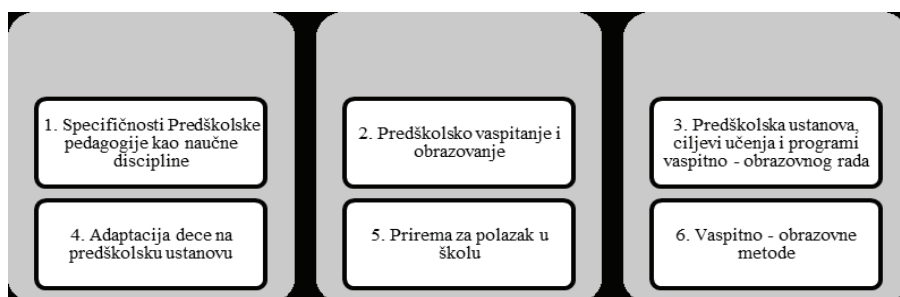 1. Specifičnosti Predškolske
pedagogije kao naučne
discipline
2. Predškolsko vaspitanje i
obrazovanje
3. Predškolska ustanova,
ciljevi učenja i programi
vaspitno - obrazovnog rada
4. Adaptacija dece na
predškolsku ustanovu
5. Prirema za polazak u
školu
6. Vaspitno - obrazovne
metode